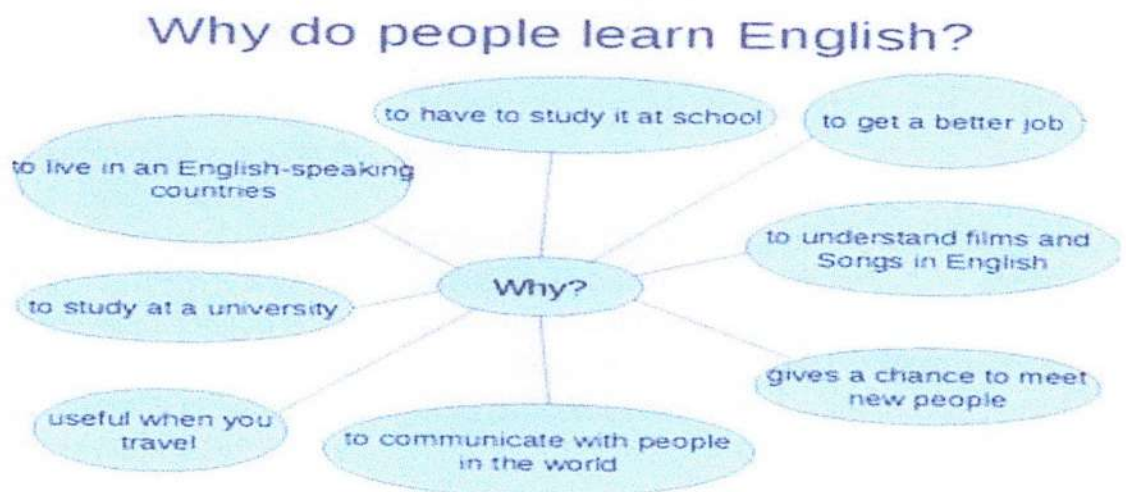 Why do people learn English?
to have to study it at school
to get a better job
to live in an English-speaking
countries
to understand films and
Songs in English
Why?
to study at a university
gives a chance to meet
new people
useful when you
travel
to communicate with people
in the world